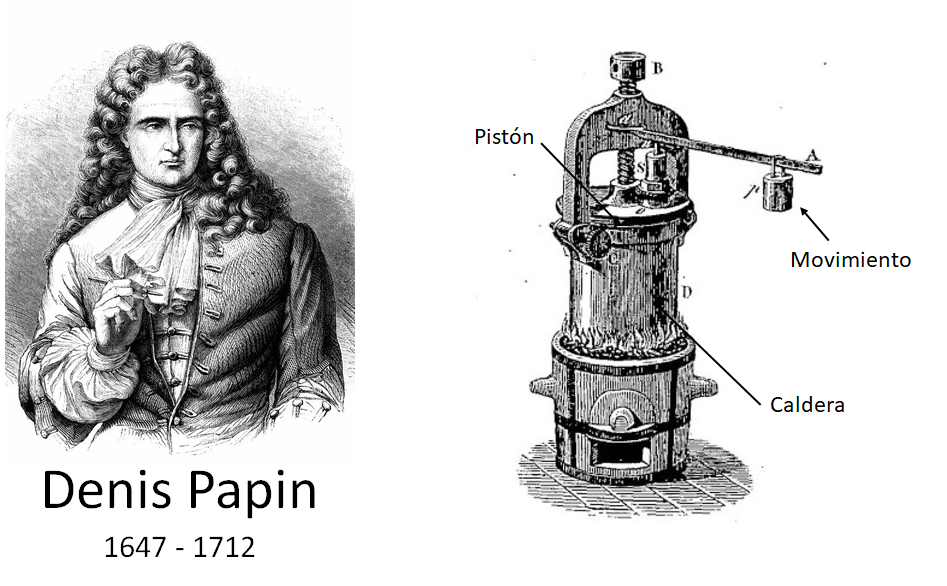 Denis Papin
1647 - 1712
B
Pistón
a
A
S
p
Movimiento
o
C
D
Caldera